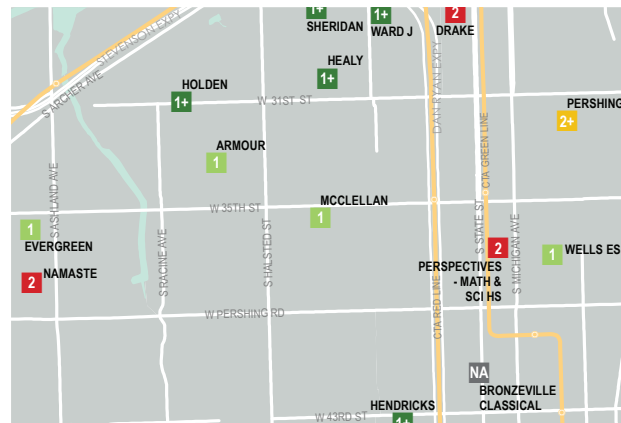 1+
SHERIDAN
1+
WARD J
2
DRAKE
STEVENSON EXPY
S ARCHER AVE
HEALY
1+
DAN RYAN EXPY
HOLDEN
1+
W 31ST ST
CTA GREEN LINE
PERSHING
2+
ARMOUR
1
S ASHLAND AVE
W 35TH ST
MCCLELLAN
1
1
EVERGREEN
2
NAMASTE
S RACINE AVE
S HALSTED ST
S STATE ST
S MICHIGAN AVE
2
PERSPECTIVES
- MATH &
SCI HS
1
WELLS ES
CTA RED LINE
W PERSHING RD
NA
BRONZEVILLE
CLASSICAL
HENDRICKS
1+
W 43RD ST